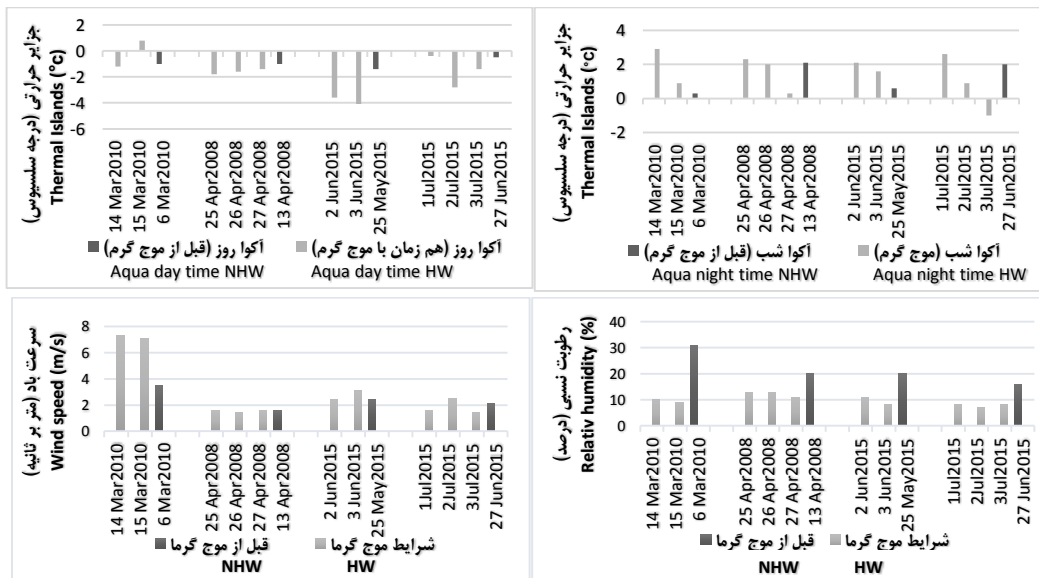 جزایر حرارتی (درجه سلسیوس)
Thermal Islands (°c)
2
0
-2
-4
-6
14 Mar2010
15 Mar2010
6 Mar2010
25 Apr2008
26 Apr2008
27 Apr2008
13 Apr2008
2 Jun2015
3 Jun2015
25 May2015
1Jul2015
2Jul2015
3Jul2015
27 Jun2015
آکوا روز (قبل از موج گرم)
Aqua day time NHW
آکوا روز (هم زمان با موج گرم)
Aqua day time HW
جزایر حرارتی (درجه سلسیوس)
Thermal Islands (°c)
4
2
0
-2
14 Mar2010
15 Mar2010
6 Mar2010
25 Apr2008
26 Apr2008
27 Apr2008
13 Apr2008
2 Jun2015
3 Jun2015
25 May2015
1Jul2015
2Jul2015
3Jul2015
27 Jun2015
آکوا شب (قبل از موج گرم)
Aqua night time NHW
آکوا شب (موج گرم)
Aqua night time HW
سرعت باد (متر بر ثانیه)
Wind speed (m/s)
8
6
4
2
0
14 Mar2010
15 Mar2010
6 Mar2010
25 Apr2008
26 Apr2008
27 Apr2008
13 Apr2008
2 Jun2015
3 Jun2015
25 May2015
1Jul2015
2Jul2015
3Jul2015
27 Jun2015
قبل از موج گرما
NHW
شرایط موج گرما
HW
رطوبت نسبی (درصد)
Relativ humidity (%)
40
30
20
10
0
14 Mar2010
15 Mar2010
6 Mar2010
25 Apr2008
26 Apr2008
27 Apr2008
13 Apr2008
2 Jun2015
3 Jun2015
25 May2015
1Jul2015
2Jul2015
3Jul2015
27 Jun2015
قبل از موج گرما
NHW
شرایط موج گرما
HW